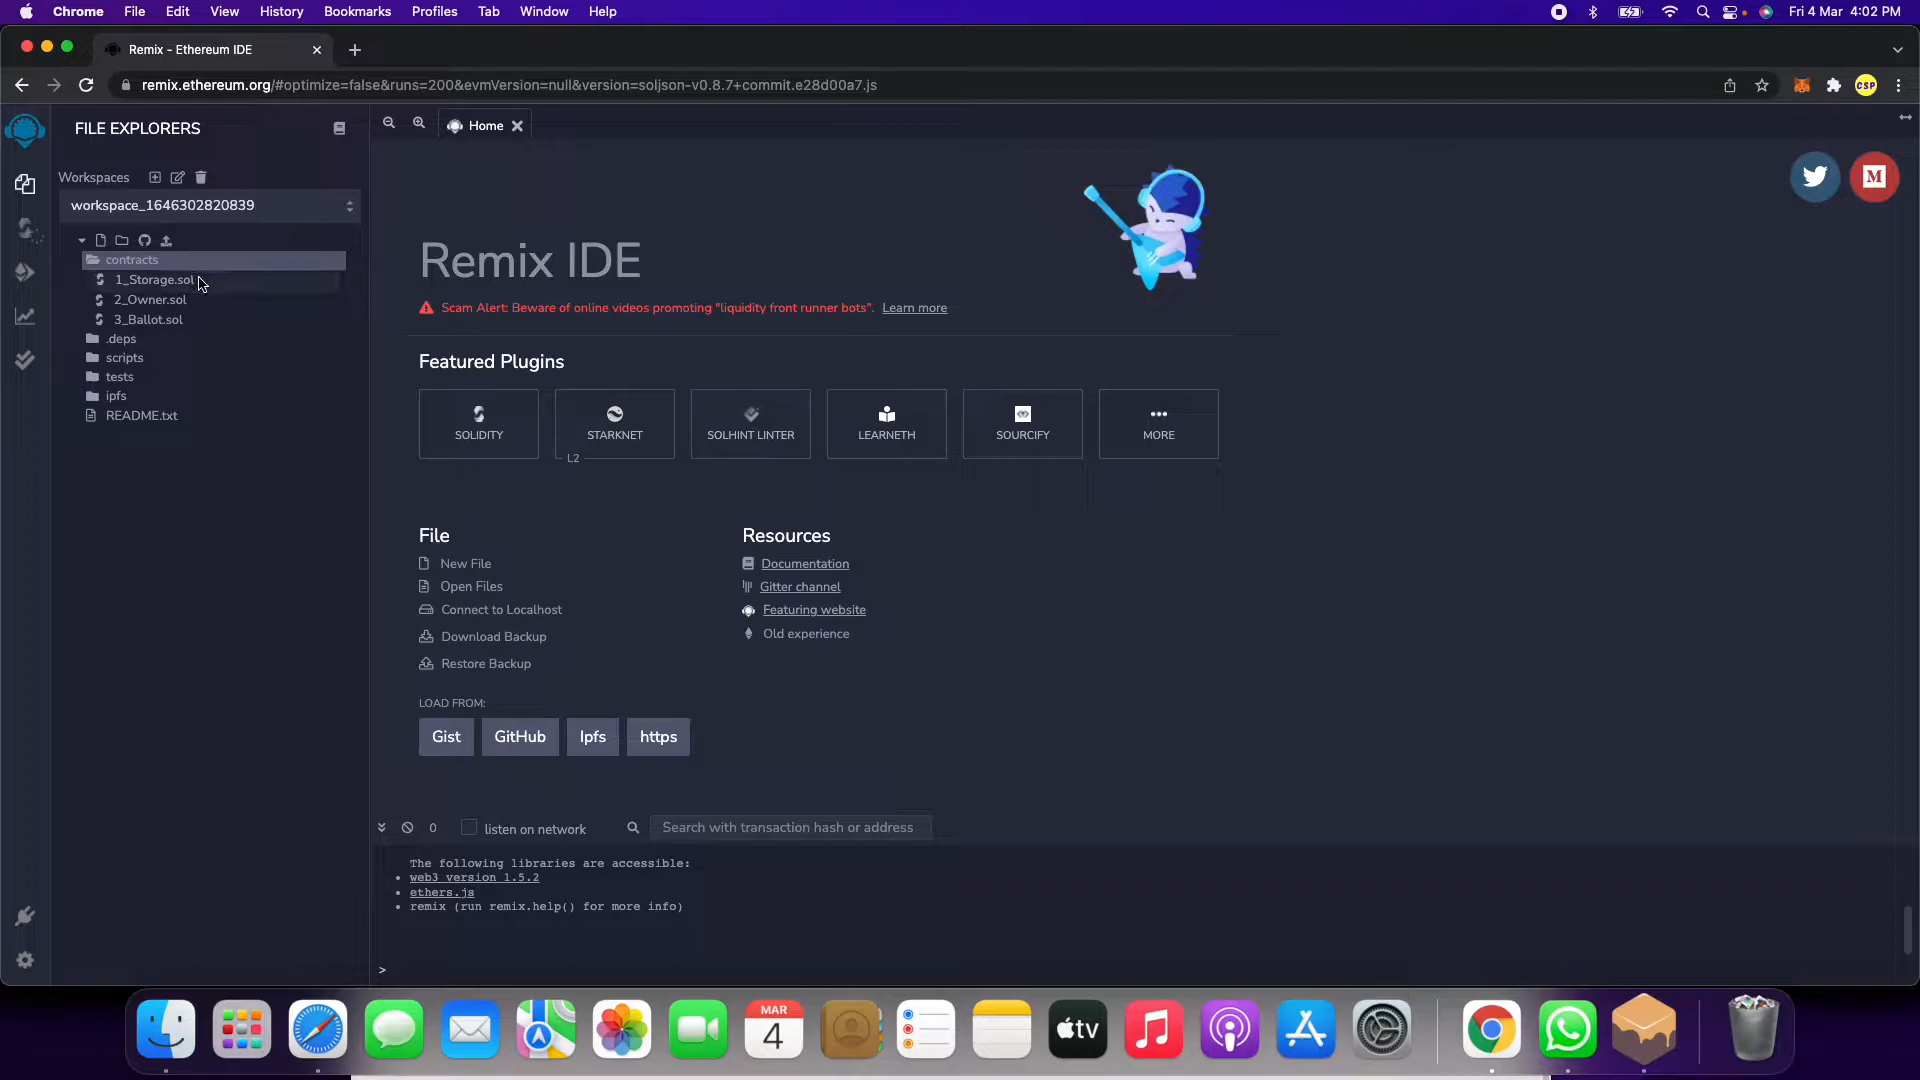 Chrome File Edit View History Bookmarks Profiles Tab Window Help Fri 4 Mar 4:02 PM
Remix - Ethereum IDE
remix.ethereum.org/#optimize=false&runs=200&evmVersion=null&version=soljson-v0.8.7+commit.e28d00a7.js
CSP
FILE EXPLORERS
Home
Workspaces
workspace_1646302820839
contracts
1_Storage.sol
2_Owner.sol
3_Ballot.sol
.deps
scripts
tests
ipfs
README.txt
M
Remix IDE
Scam Alert: Beware of online videos promoting "liquidity front runner bots". Learn more
Featured Plugins
SOLIDITY
STARKNET
L2
SOLHINT LINTER
LEARNETH
SOURCIFY
MORE
File
New File
Open Files
Connect to Localhost
Download Backup
Restore Backup
Resources
Documentation
Gitter channel
Featuring website
Old experience
LOAD FROM:
Gist GitHub Ipfs https
0 listen on network Search with transaction hash or address
The following libraries are accessible:
• web3 version 1.5.2
• ethers.js
• remix (run remix.help() for more info)
>
MAR
4
tv